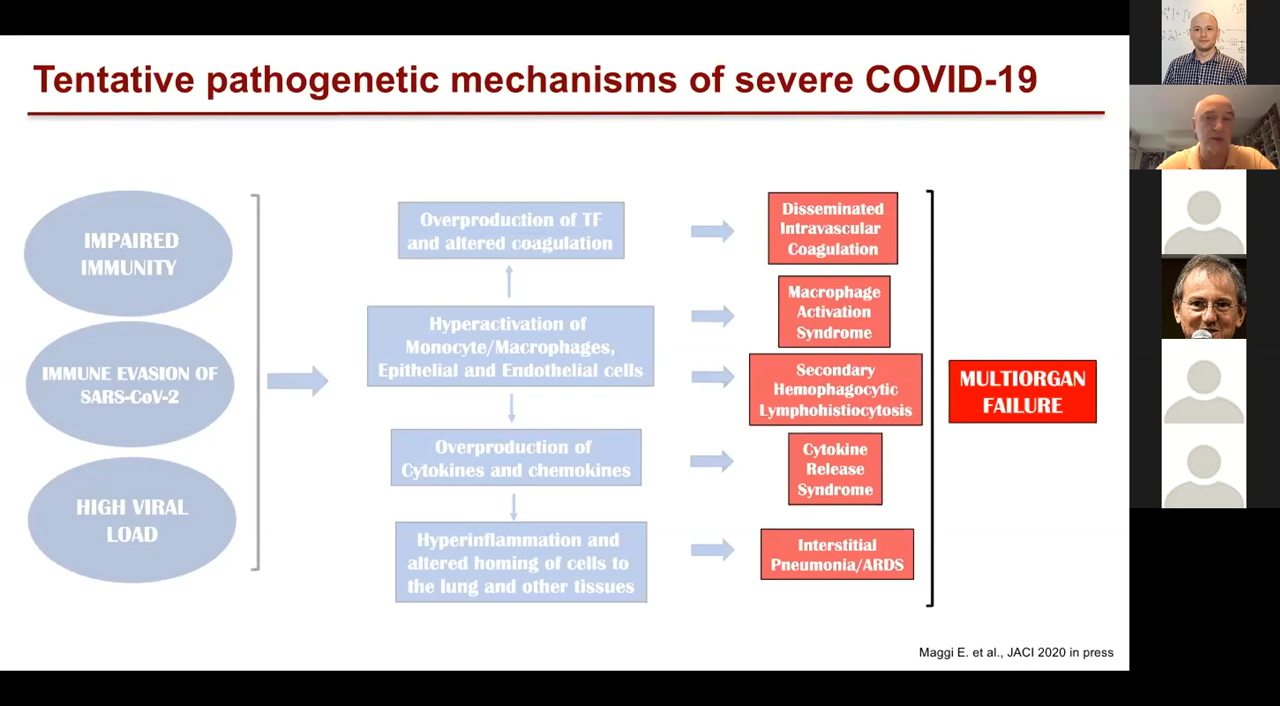 Tentative pathogenetic mechanisms of severe COVID-19
IMPAIRED
IMMUNITY
IMMUNE EVASION OF
SARS-CoV-2
HIGH VIRAL
LOAD
Overproduction of TF
and altered coagulation
Hyperactivation of
Monocyte/Macrophages,
Epithelial and Endothelial cells
Overproduction of
Cytokines and chemokines
Hyperinflammation and
altered homing of cells to
the lung and other tissues
Disseminated
Intravascular
Coagulation
Macrophage
Activation
Syndrome
Secondary
Hemophagocytic
Lymphohistiocytosis
Cytokine
Release
Syndrome
Interstitial
Pneumonia/ARDS
MULTIORGAN
FAILURE
Maggi E. et al., JACI 2020 in press